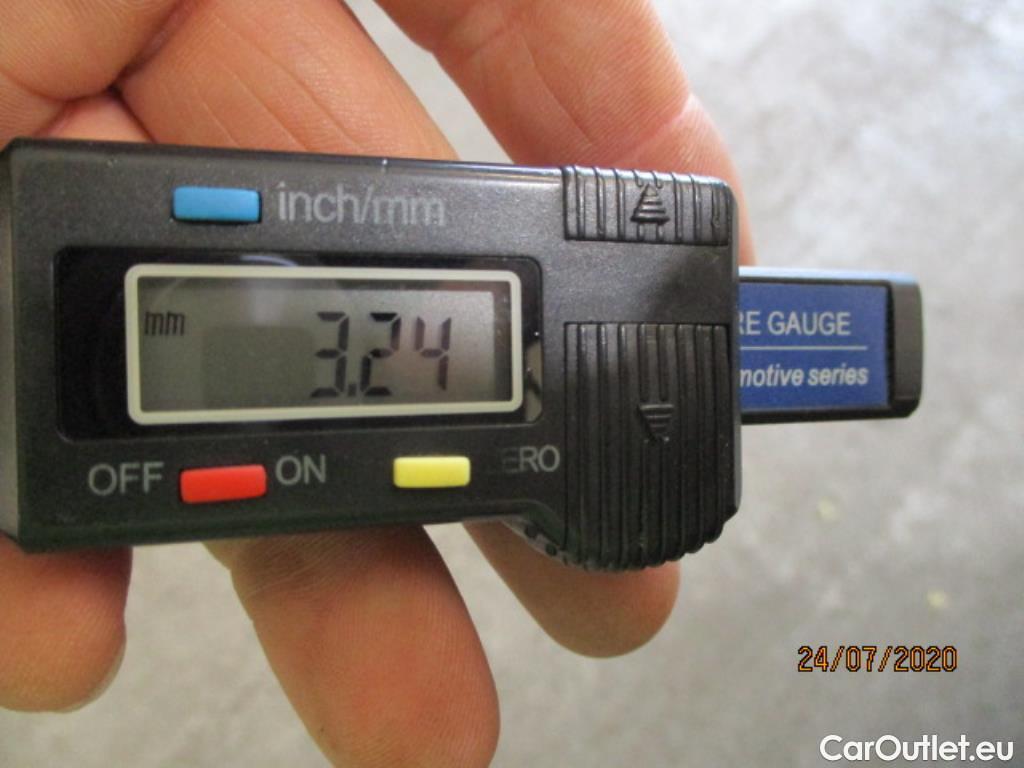 inch/mm
mm 3.24
OFF ON ERO
RE GAUGE
motive series
24/07/2020
CarOutlet.eu